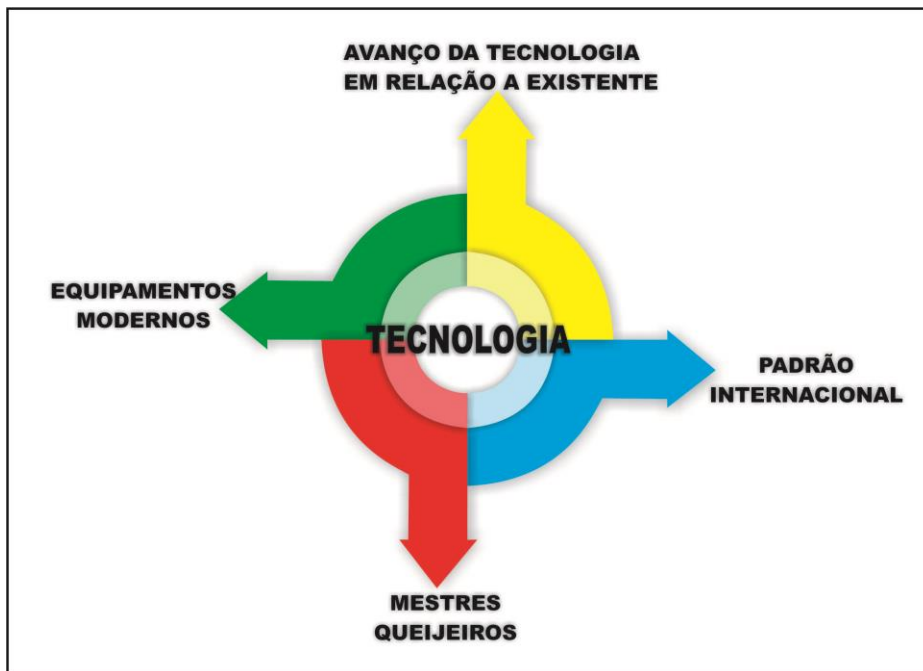 AVANÇO DA TECNOLOGIA
EM RELAÇÃO A EXISTENTE
EQUIPAMENTOS
MODERNOS
TECNOLOGIA
PADRÃO
INTERNACIONAL
MESTRES
QUEIJEIROS